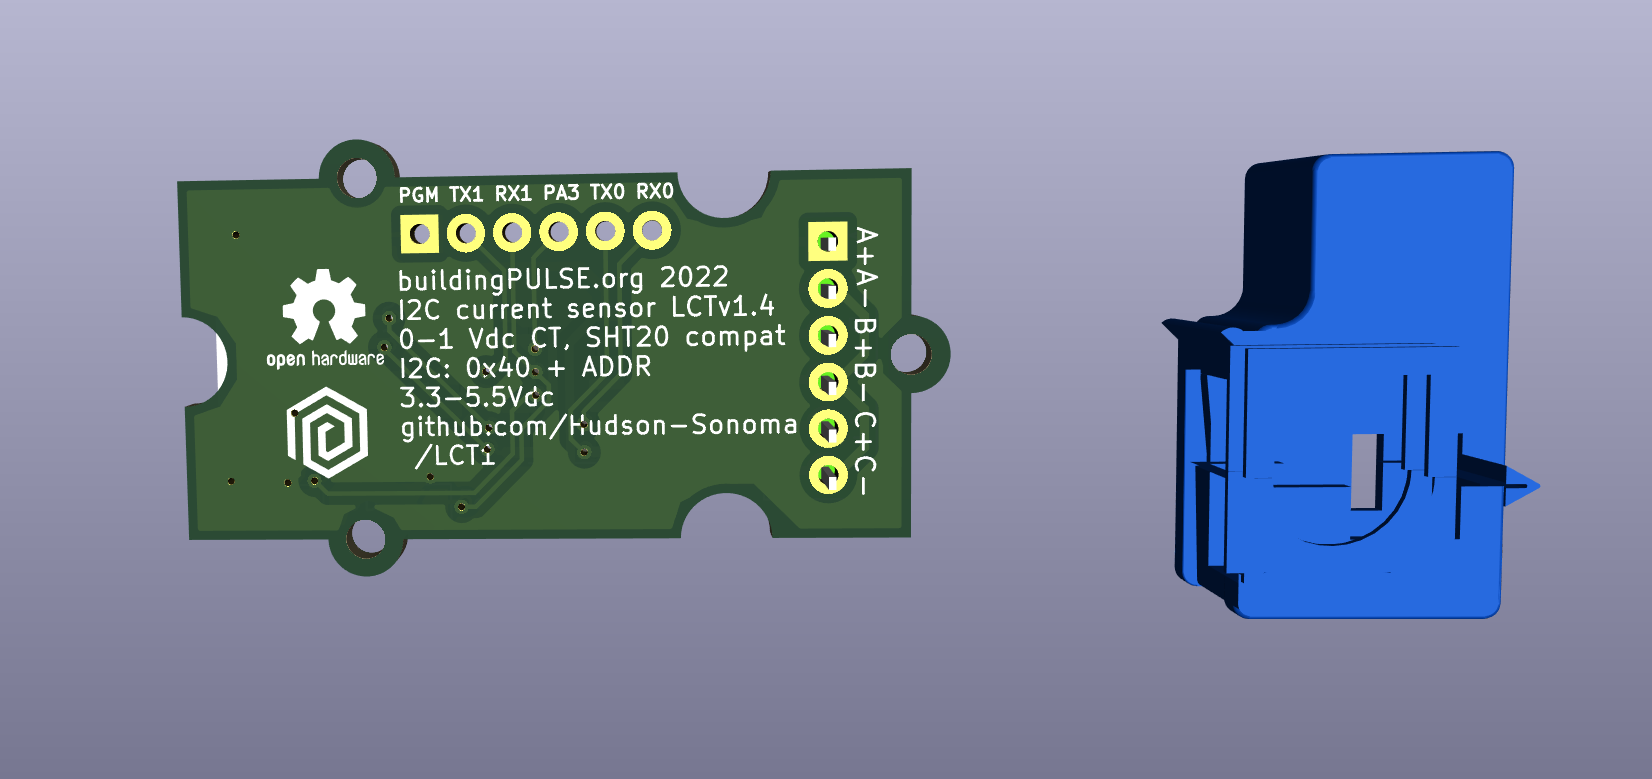 PGM TX1 RX1 PA3 TX0 RX0
buildingPULSE.org 2022
I2C current sensor LCTv1.4
0-1 Vdc CT, SHT20 compat
I2C: 0x40 + ADDR
3.3-5.5Vdc
github.com/Hudson-Sonoma
/LCT1
open hardware
A+A- B+B- C+C-